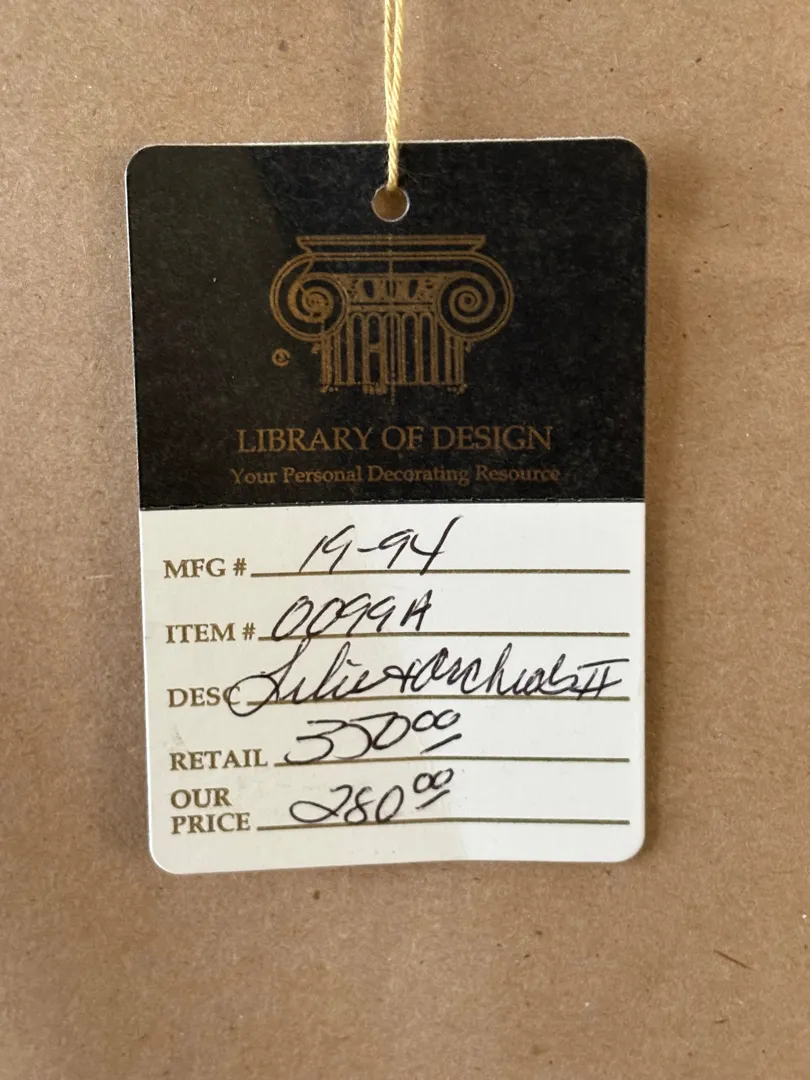 LIBRARY OF DESIGN
Your Personal Decorating Resource
MFG # 19-94
ITEM # 0099A
DESC Lilies + Orchids II
RETAIL 350.00
OUR
PRICE 280.00